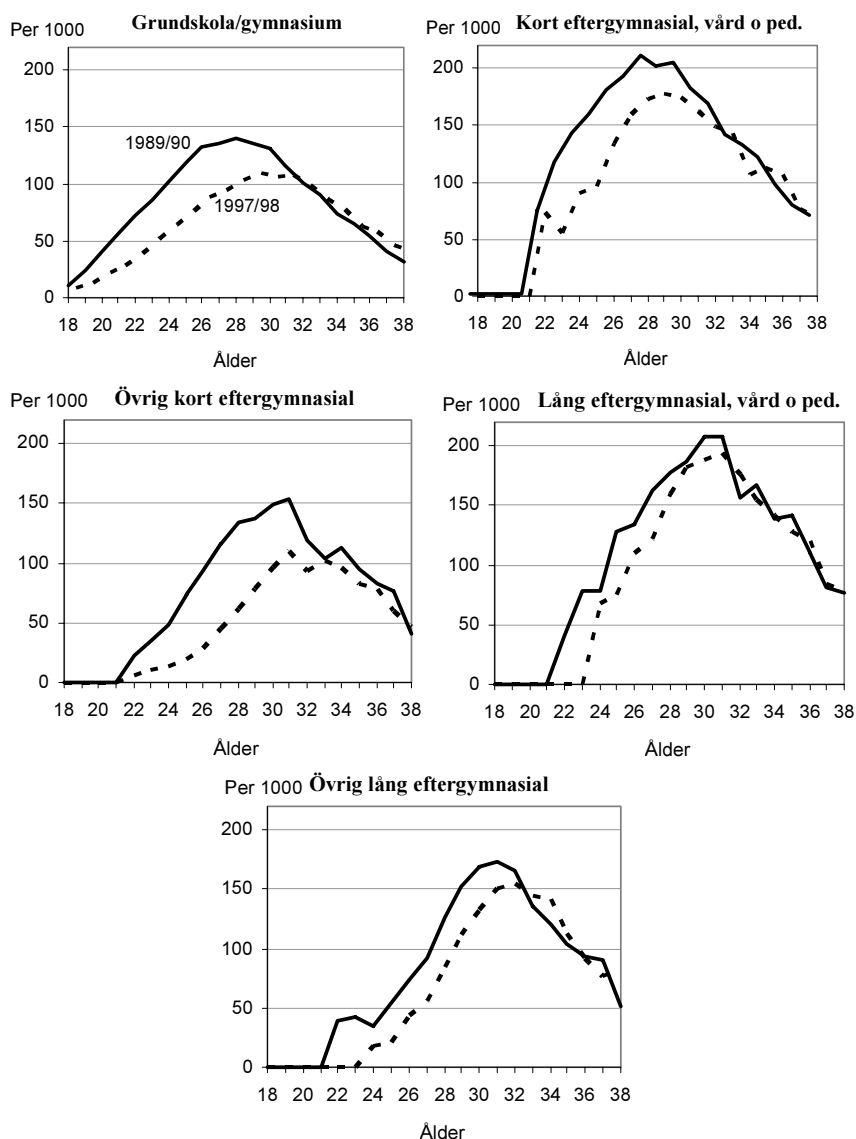 Grundskola/gymnasium
Per 1000
200
150
100
50
0
1989/90
1997/98
18 20 22 24 26 28 30 32 34 36 38
Ålder
Kort eftergymnasial, vård o ped.
Per 1000
200
150
100
50
0
18 20 22 24 26 28 30 32 34 36 38
Ålder
Övrig kort eftergymnasial
Per 1000
200
150
100
50
0
18 20 22 24 26 28 30 32 34 36 38
Ålder
Lång eftergymnasial, vård o ped.
Per 1000
200
150
100
50
0
18 20 22 24 26 28 30 32 34 36 38
Ålder
Övrig lång eftergymnasial
Per 1000
200
150
100
50
0
18 20 22 24 26 28 30 32 34 36 38
Ålder